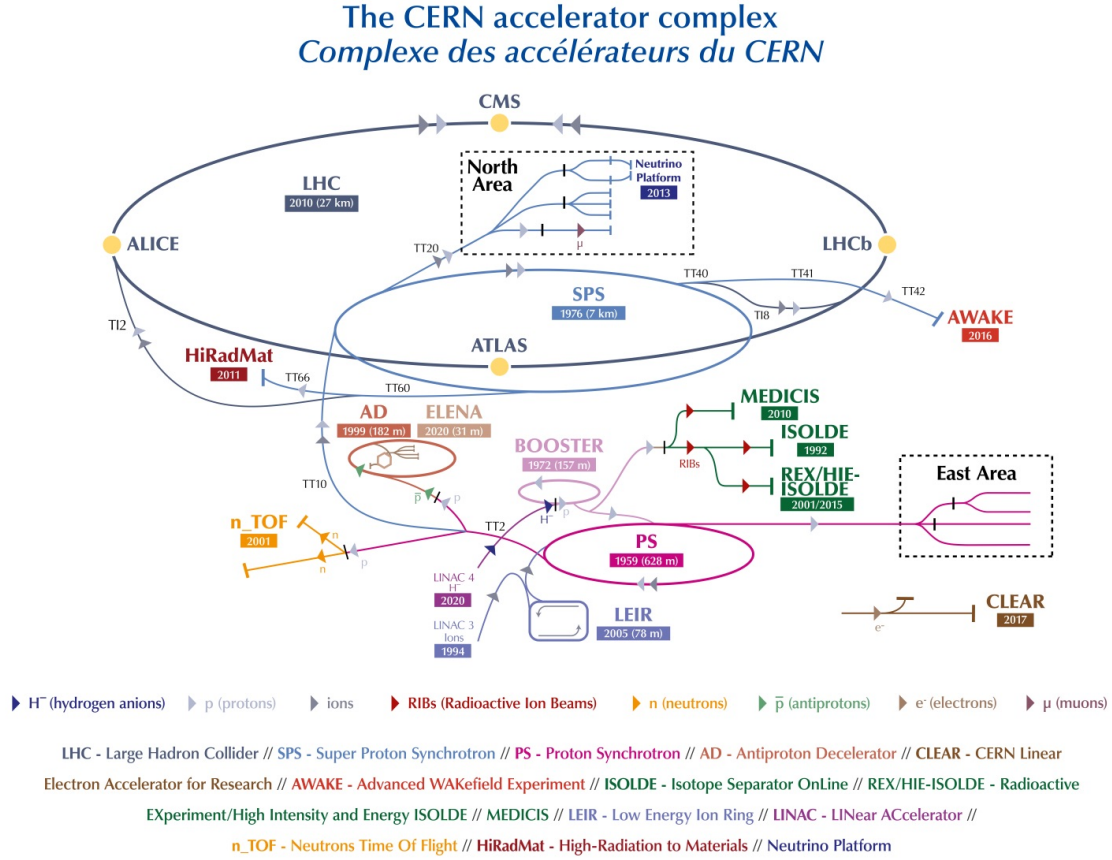 The CERN accelerator complex
Complexe des accélérateurs du CERN
CMS
North
Area
Neutrino
Platform
2013
LHC
2010 (27 km)
μ
ALICE
LHCb
TT20
TT40
TT41
SPS
1976 (7 km)
TT42
TI8
AWAKE
2016
TI2
ATLAS
HiRadMat
2011
TT66
TT60
AD
1999 (182 m)
ELENA
2020 (31 m)
MEDICIS
2010
BOOSTER
1972 (157 m)
ISOLDE
1992
RIBs
REX/HIE-
ISOLDE
2001/2015
East Area
TT10
p̅
p
H⁻
p
n_TOF
2001
n
n
p
TT2
PS
1959 (628 m)
LINAC 4
H⁻
2020
LINAC 3
Ions
1994
LEIR
2005 (78 m)
CLEAR
2017
e⁻
H⁻ (hydrogen anions)
p (protons)
ions
RIBs (Radioactive Ion Beams)
n (neutrons)
p̅ (antiprotons)
e⁻ (electrons)
μ (muons)
LHC - Large Hadron Collider // SPS - Super Proton Synchrotron // PS - Proton Synchrotron // AD - Antiproton Decelerator // CLEAR - CERN Linear
Electron Accelerator for Research // AWAKE - Advanced WAKefield Experiment // ISOLDE - Isotope Separator OnLine // REX/HIE-ISOLDE - Radioactive
EXperiment/High Intensity and Energy ISOLDE // MEDICIS // LEIR - Low Energy Ion Ring // LINAC - LINear ACcelerator //
n_TOF - Neutrons Time Of Flight // HiRadMat - High-Radiation to Materials // Neutrino Platform